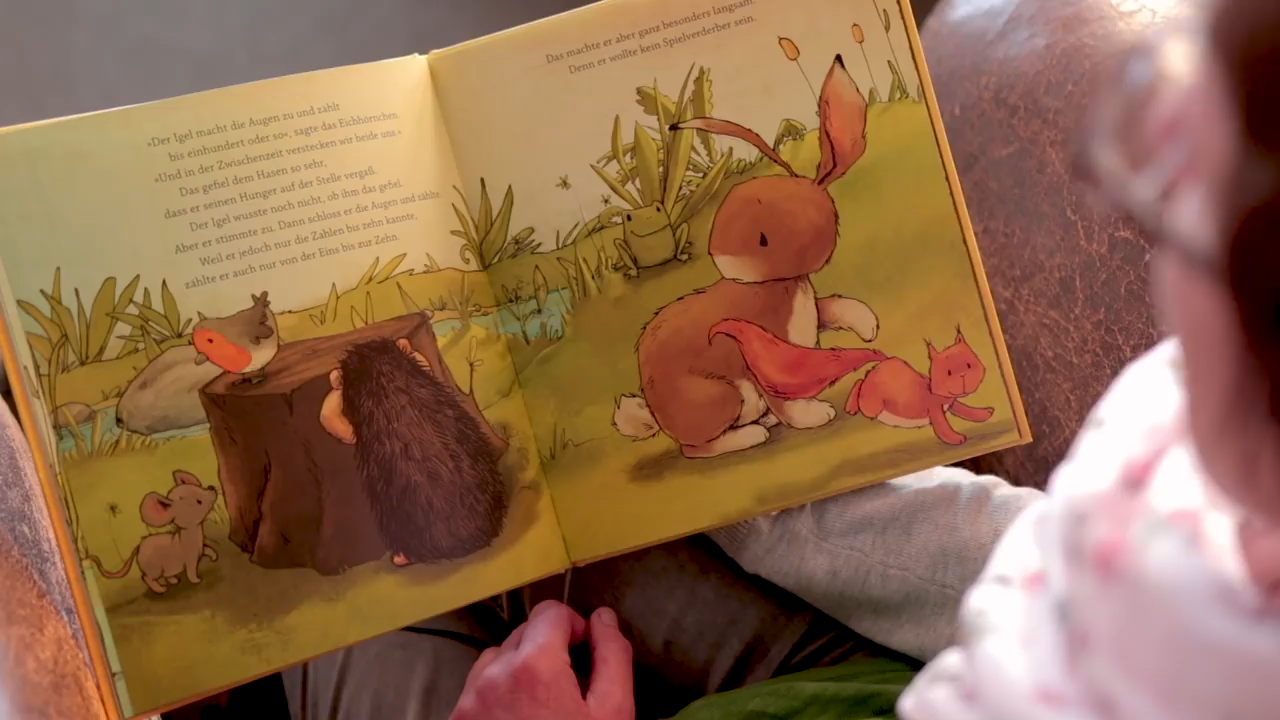 »Der Igel macht die Augen zu und zählt
bis einhundert oder so«, sagte das Eichhörnchen.
»Und in der Zwischenzeit verstecken wir beide uns.«
Das gefiel dem Hasen so sehr,
dass er seinen Hunger auf der Stelle vergaß.
Der Igel wusste noch nicht, ob ihm das gefiel.
Aber er stimmte zu. Dann schloss er die Augen und zählte.
Weil er jedoch nur die Zahlen bis zehn kannte,
zählte er auch nur von der Eins bis zur Zehn.
Das machte er aber ganz besonders langsam.
Denn er wollte kein Spielverderber sein.